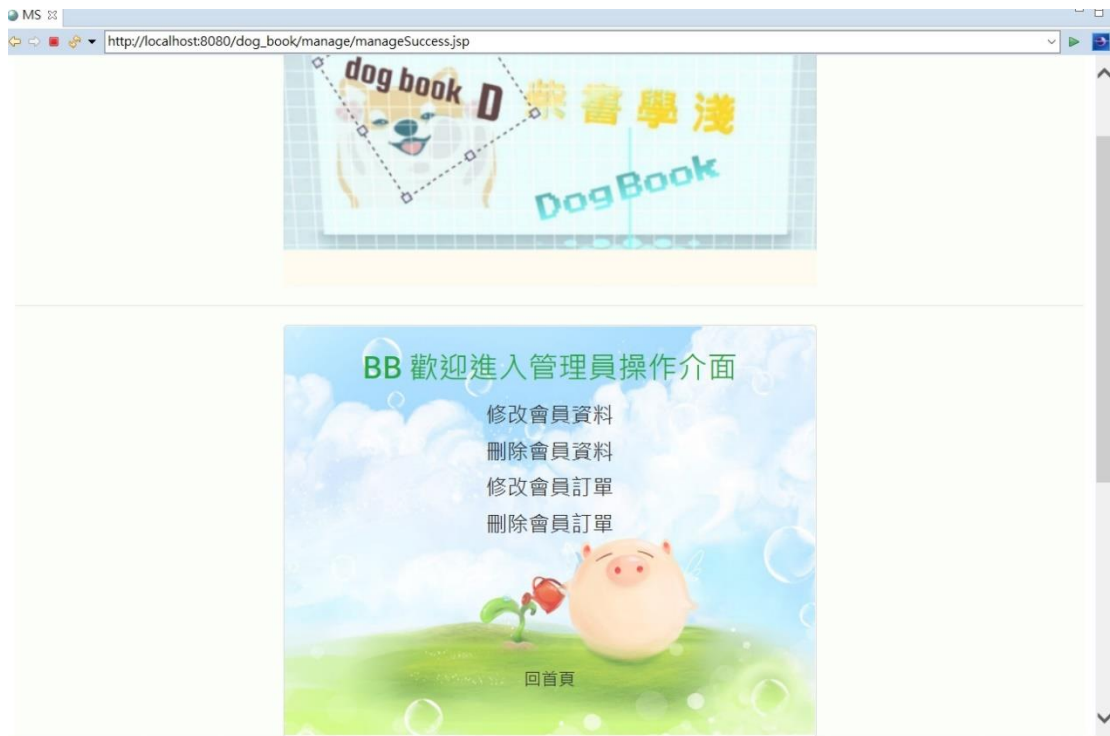 MS
http://localhost:8080/dog_book/manage/manageSuccess.jsp
dog book D
柴書學淺
DogBook
BB 歡迎進入管理員操作介面
修改會員資料
刪除會員資料
修改會員訂單
刪除會員訂單
回首頁